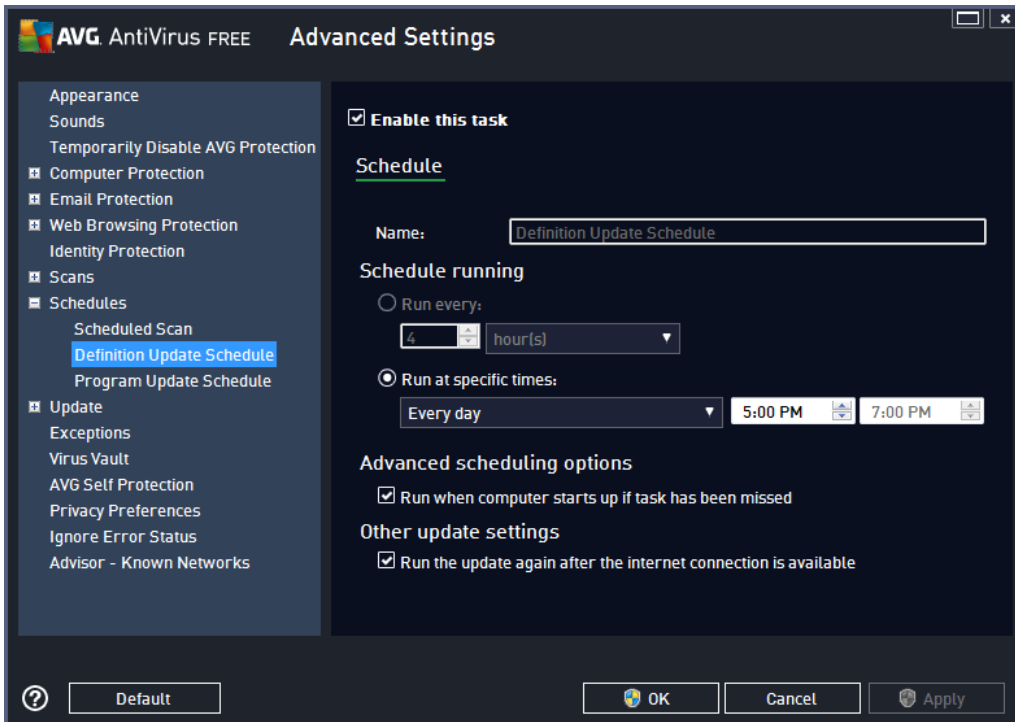 AVG. AntiVirus FREE Advanced Settings
Appearance
Sounds
Temporarily Disable AVG Protection
Computer Protection
Email Protection
Web Browsing Protection
Identity Protection
Scans
Schedules
Scheduled Scan
Definition Update Schedule
Program Update Schedule
Update
Exceptions
Virus Vault
AVG Self Protection
Privacy Preferences
Ignore Error Status
Advisor - Known Networks
Enable this task
Schedule
Name: Definition Update Schedule
Schedule running
Run every:
4 hour(s)
Run at specific times:
Every day 5:00 PM 7:00 PM
Advanced scheduling options
Run when computer starts up if task has been missed
Other update settings
Run the update again after the internet connection is available
? Default OK Cancel Apply